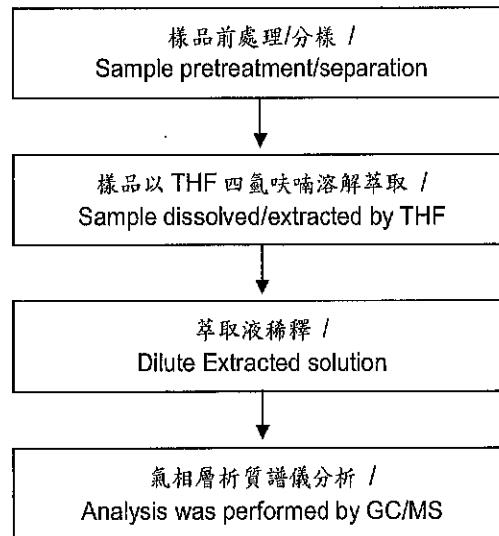 樣品前處理/分樣 /
Sample pretreatment/separation
樣品以 THF 四氫呋喃溶解萃取 /
Sample dissolved/extracted by THF
萃取液稀釋 /
Dilute Extracted solution
氣相層析質譜儀分析 /
Analysis was performed by GC/MS